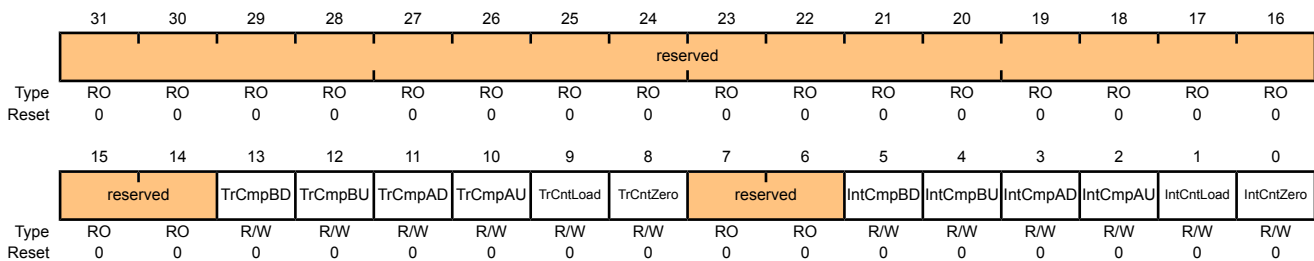 31 30 29 28 27 26 25 24 23 22 21 20 19 18 17 16
reserved
Type RO RO RO RO RO RO RO RO RO RO RO RO RO RO RO RO
Reset 0 0 0 0 0 0 0 0 0 0 0 0 0 0 0 0
15 14 13 12 11 10 9 8 7 6 5 4 3 2 1 0
reserved TrCmpBD TrCmpBU TrCmpAD TrCmpAU TrCntLoad TrCntZero reserved IntCmpBD IntCmpBU IntCmpAD IntCmpAU IntCntLoad IntCntZero
Type RO RO R/W R/W R/W R/W R/W R/W RO RO R/W R/W R/W R/W R/W R/W
Reset 0 0 0 0 0 0 0 0 0 0 0 0 0 0 0 0